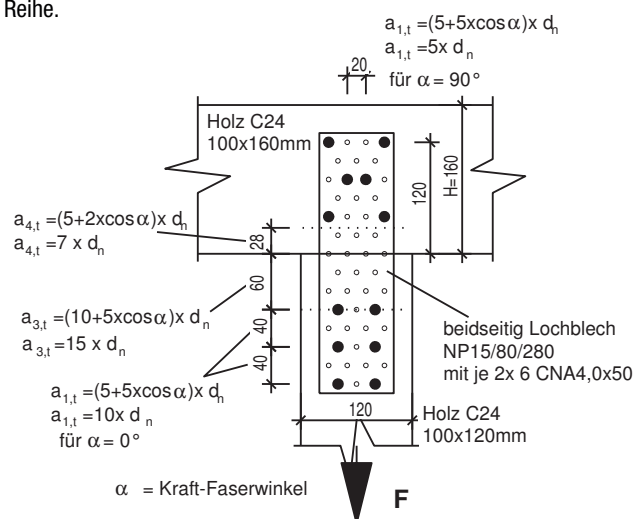 Reihe.
a1,t =(5+5xcosα)x dn
a1,t =5x dn
für α= 90°
20
Holz C24
100x160mm
120
H=160
a4,t =(5+2xcosα)x dn
a4,t =7 x dn
28
60
a3,t =(10+5xcosα)x dn
a3,t =15 x dn
40
40
beidseitig Lochblech
NP15/80/280
mit je 2x 6 CNA4,0x50
a1,t =(5+5xcosα)x dn
a1,t =10x dn
für α= 0°
120
Holz C24
100x120mm
α = Kraft-Faserwinkel
F